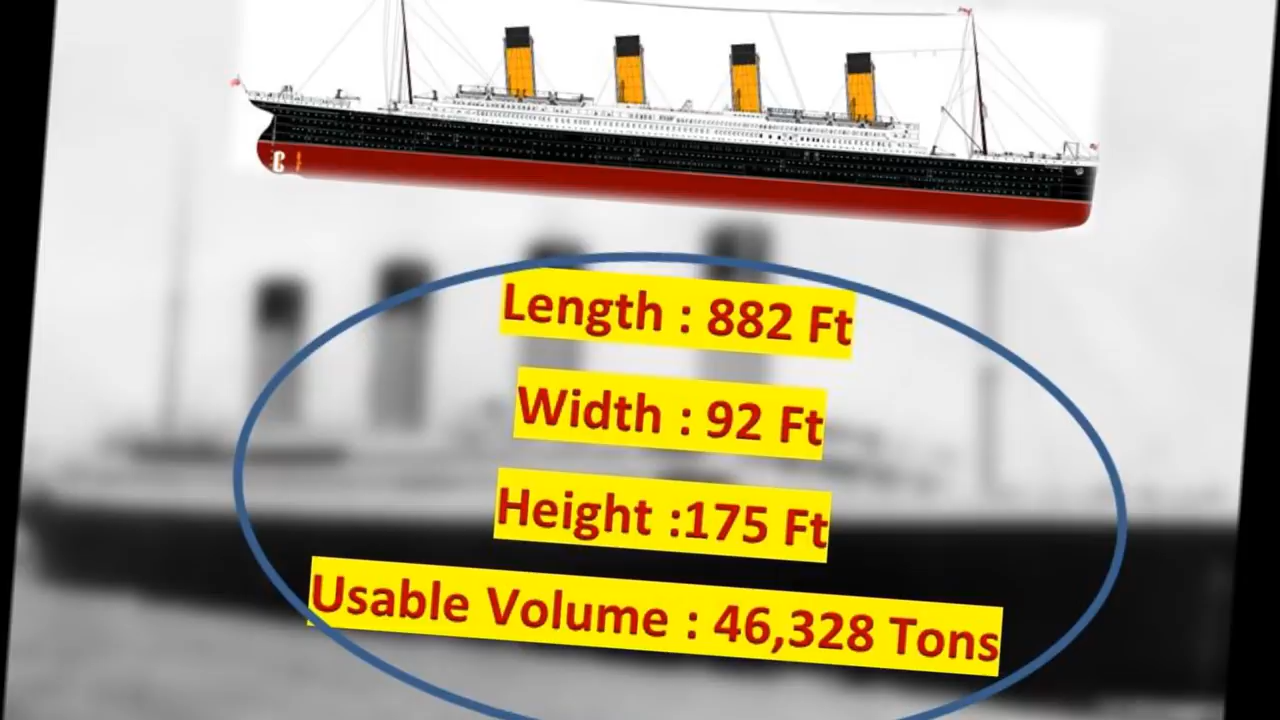 Length : 882 Ft
Width : 92 Ft
Height :175 Ft
Usable Volume : 46,328 Tons